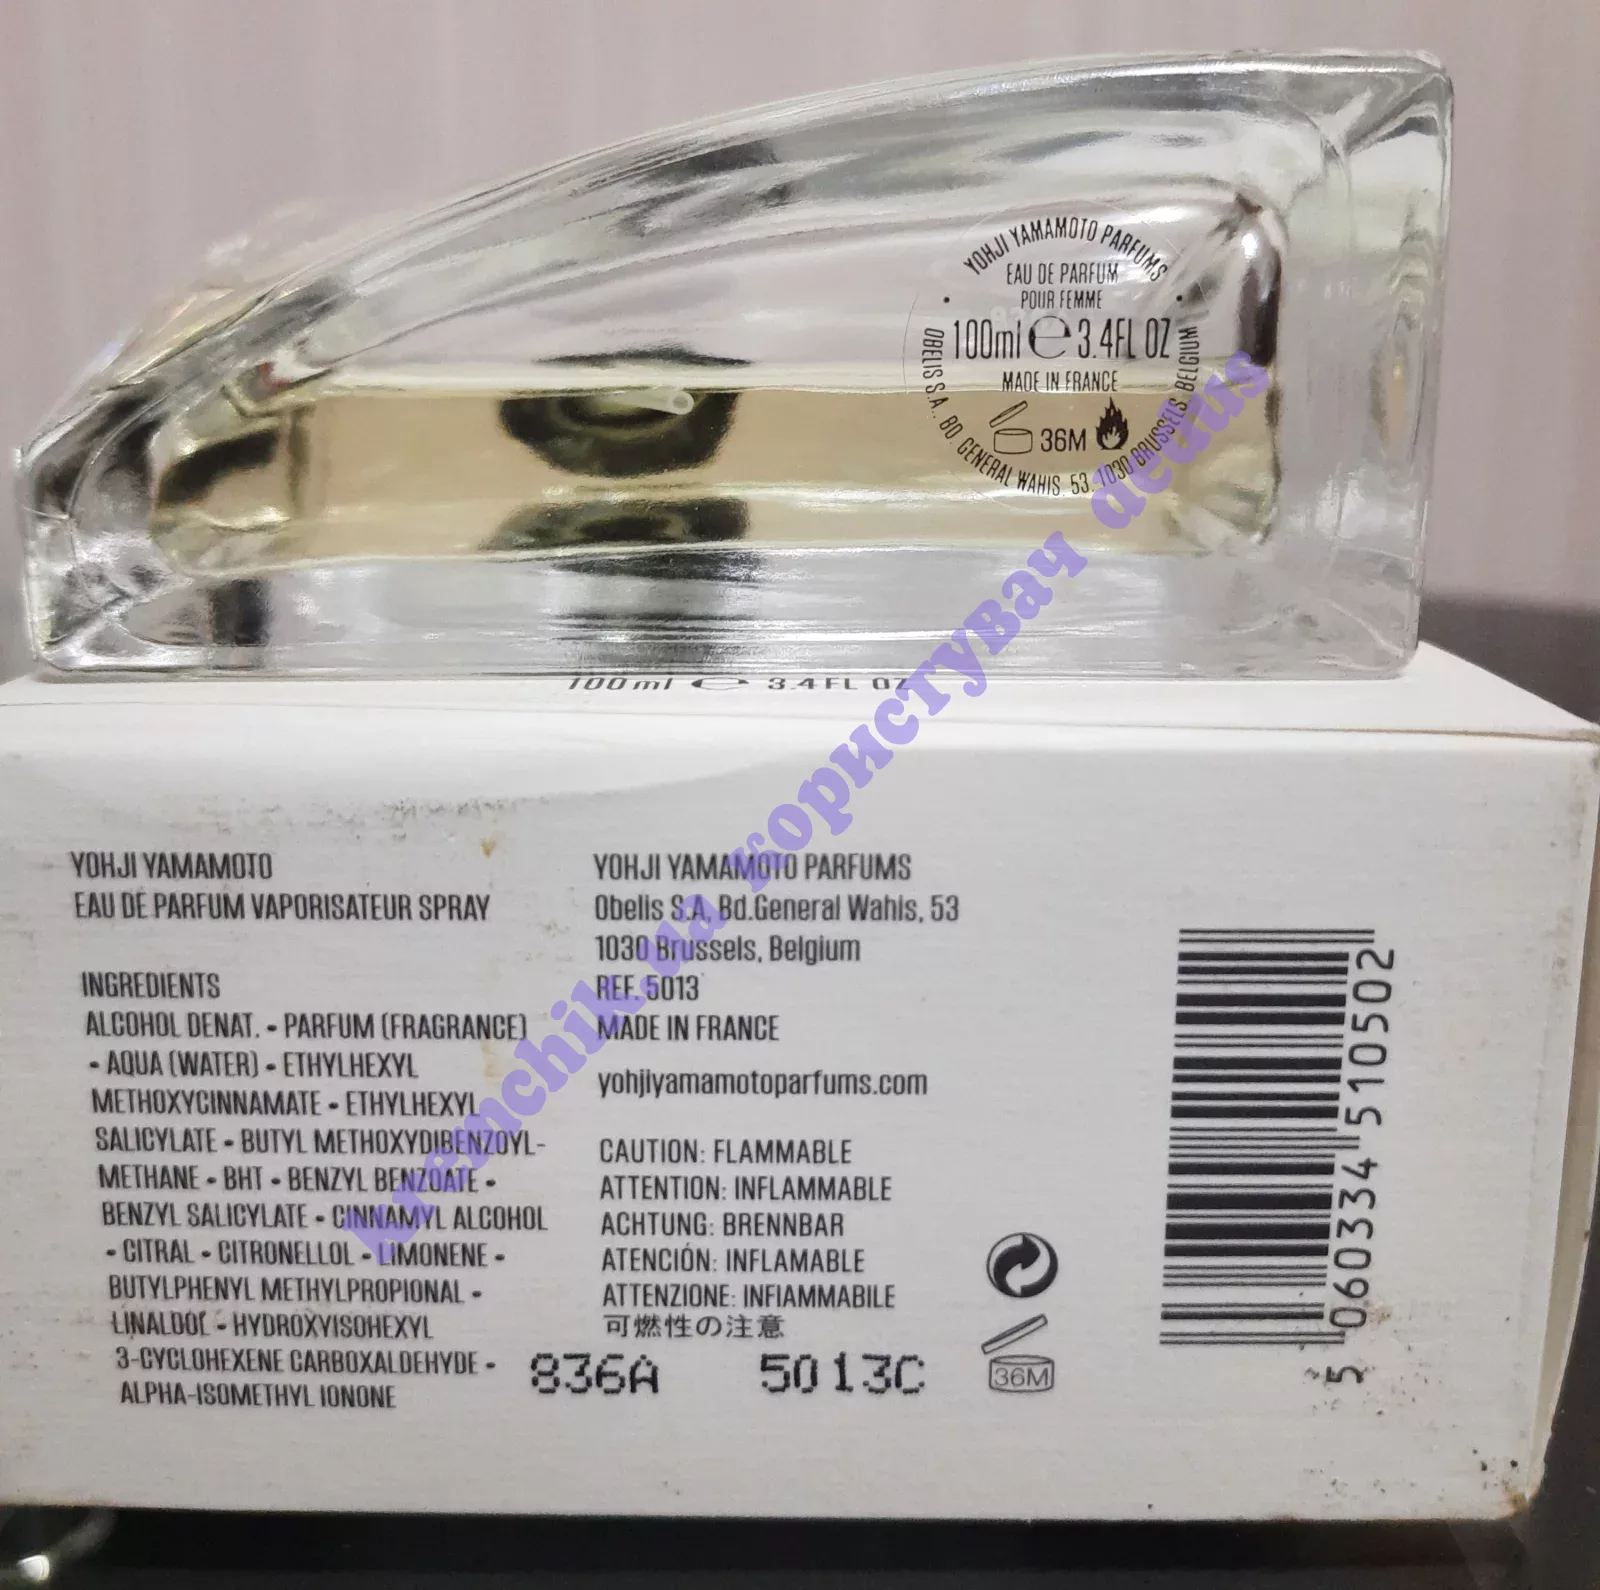 YOHJI YAMAMOTO PARFUMS
EAU DE PARFUM
POUR FEMME
100ml ℮ 3.4FL OZ
MADE IN FRANCE
36M
OBELIS S.A. BD. GENERAL WAHIS. 53. 1030 BRUSSELS. BELGIUM
100ml ℮ 3.4FL OZ
YOHJI YAMAMOTO
EAU DE PARFUM VAPORISATEUR SPRAY
INGREDIENTS
ALCOHOL DENAT. • PARFUM (FRAGRANCE)
• AQUA (WATER) • ETHYLHEXYL
METHOXYCINNAMATE • ETHYLHEXYL
SALICYLATE • BUTYL METHOXYDIBENZOYL-
METHANE • BHT • BENZYL BENZOATE •
BENZYL SALICYLATE • CINNAMYL ALCOHOL
• CITRAL • CITRONELLOL • LIMONENE •
BUTYLPHENYL METHYLPROPIONAL •
LINALOOL • HYDROXYISOHEXYL
3-CYCLOHEXENE CARBOXALDEHYDE •
ALPHA-ISOMETHYL IONONE
YOHJI YAMAMOTO PARFUMS
Obelis S.A, Bd.General Wahis, 53
1030 Brussels, Belgium
REF. 5013
MADE IN FRANCE
yohjiyamamotoparfums.com
CAUTION: FLAMMABLE
ATTENTION: INFLAMMABLE
ACHTUNG: BRENNBAR
ATENCIÓN: INFLAMABLE
ATTENZIONE: INFIAMMABILE
可燃性の注意
836A 5013C
36M
5 060334 510502
kremchik.ua користувач dedus